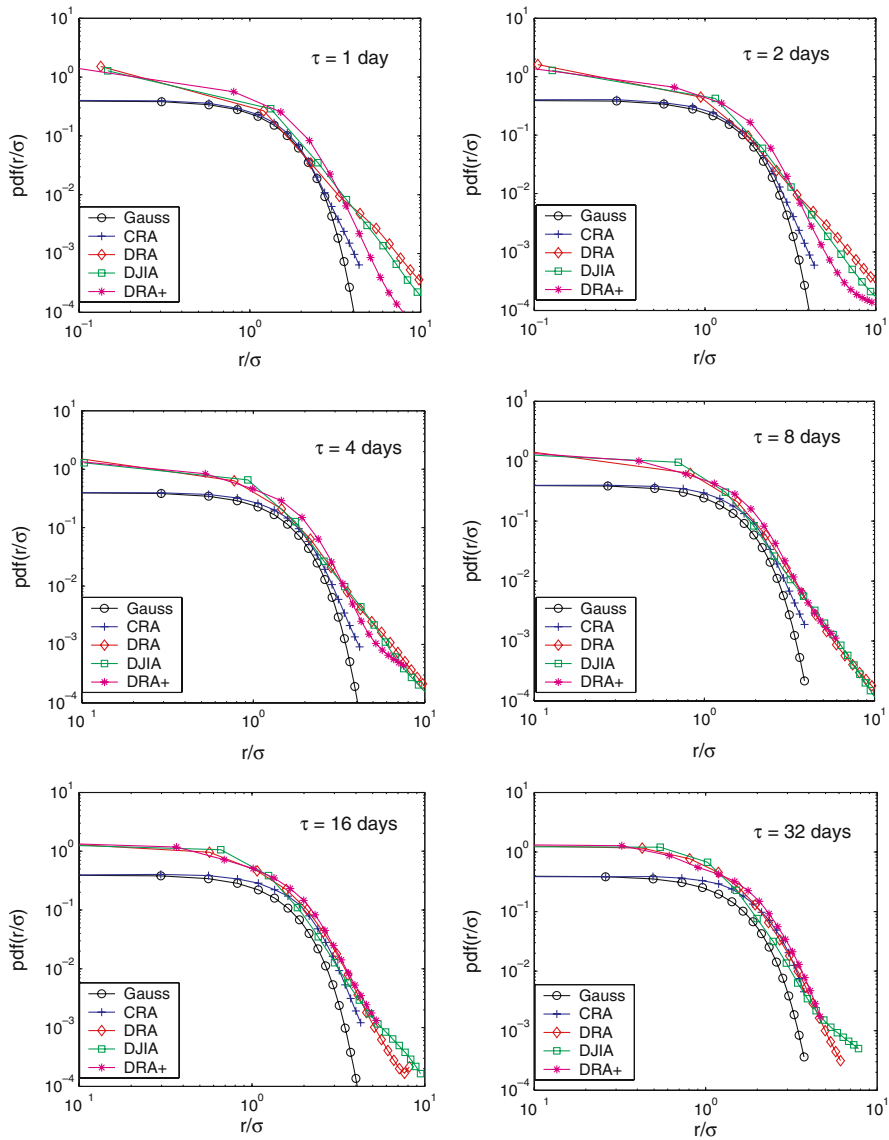 10¹
τ = 1 day
10⁰
pdf(r/σ)
10⁻¹
10⁻²
Gauss
CRA
10⁻³
DRA
DJIA
DRA+
10⁻⁴
10⁻¹
10⁰
10¹
r/σ
10¹
τ = 2 days
10⁰
pdf(r/σ)
10⁻¹
10⁻²
Gauss
CRA
10⁻³
DRA
DJIA
DRA+
10⁻⁴
10⁻¹
10⁰
10¹
r/σ
10¹
τ = 4 days
10⁰
pdf(r/σ)
10⁻¹
10⁻²
Gauss
CRA
10⁻³
DRA
DJIA
DRA+
10⁻⁴
10⁻¹
10⁰
10¹
r/σ
10¹
τ = 8 days
10⁰
pdf(r/σ)
10⁻¹
10⁻²
Gauss
CRA
10⁻³
DRA
DJIA
DRA+
10⁻⁴
10⁻¹
10⁰
10¹
r/σ
10¹
τ = 16 days
10⁰
pdf(r/σ)
10⁻¹
10⁻²
Gauss
CRA
10⁻³
DRA
DJIA
DRA+
10⁻⁴
10⁻¹
10⁰
10¹
r/σ
10¹
τ = 32 days
10⁰
pdf(r/σ)
10⁻¹
10⁻²
Gauss
CRA
10⁻³
DRA
DJIA
DRA+
10⁻⁴
10⁻¹
10⁰
10¹
r/σ